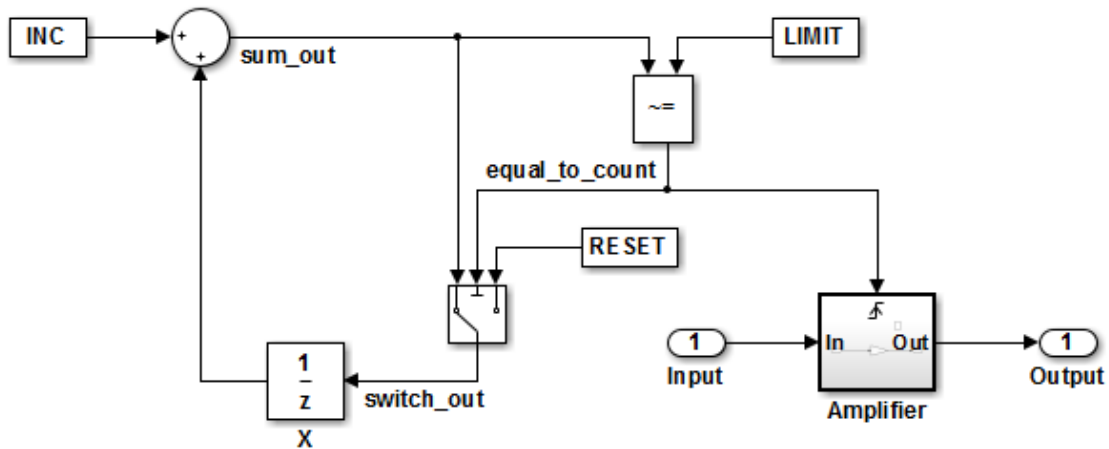 INC
+
+
sum_out
LIMIT
~=
equal_to_count
RESET
1
z
X
switch_out
1
Input
In
Out
Amplifier
1
Output